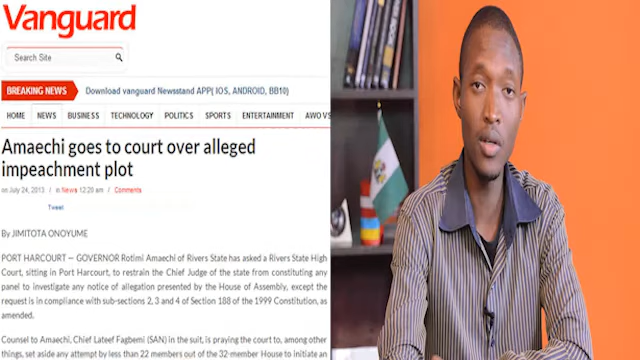 Vanguard
Search Site
BREAKING NEWS Download vanguard Newsstand APP( IOS, ANDROID, BB10)
HOME NEWS BUSINESS TECHNOLOGY POLITICS SPORTS ENTERTAINMENT AWO VS
Amaechi goes to court over alleged
impeachment plot
on July 24, 2013 / in News 12:20 am / Comments
Tweet
By JIMITOTA ONOYUME
PORT HARCOURT — GOVERNOR Rotimi Amaechi of Rivers State has asked a Rivers State High
Court, sitting in Port Harcourt, to restrain the Chief Judge of the state from constituting any
panel to investigate any notice of allegation presented by the House of Assembly, except the
request is in compliance with sub-sections 2, 3 and 4 of Section 188 of the 1999 Constitution, as
amended.
Counsel to Amaechi, Chief Lateef Fagbemi (SAN) in the suit, is praying the court to, among other
things, set aside any attempt by less than 22 members out of the 32-member House to initiate an